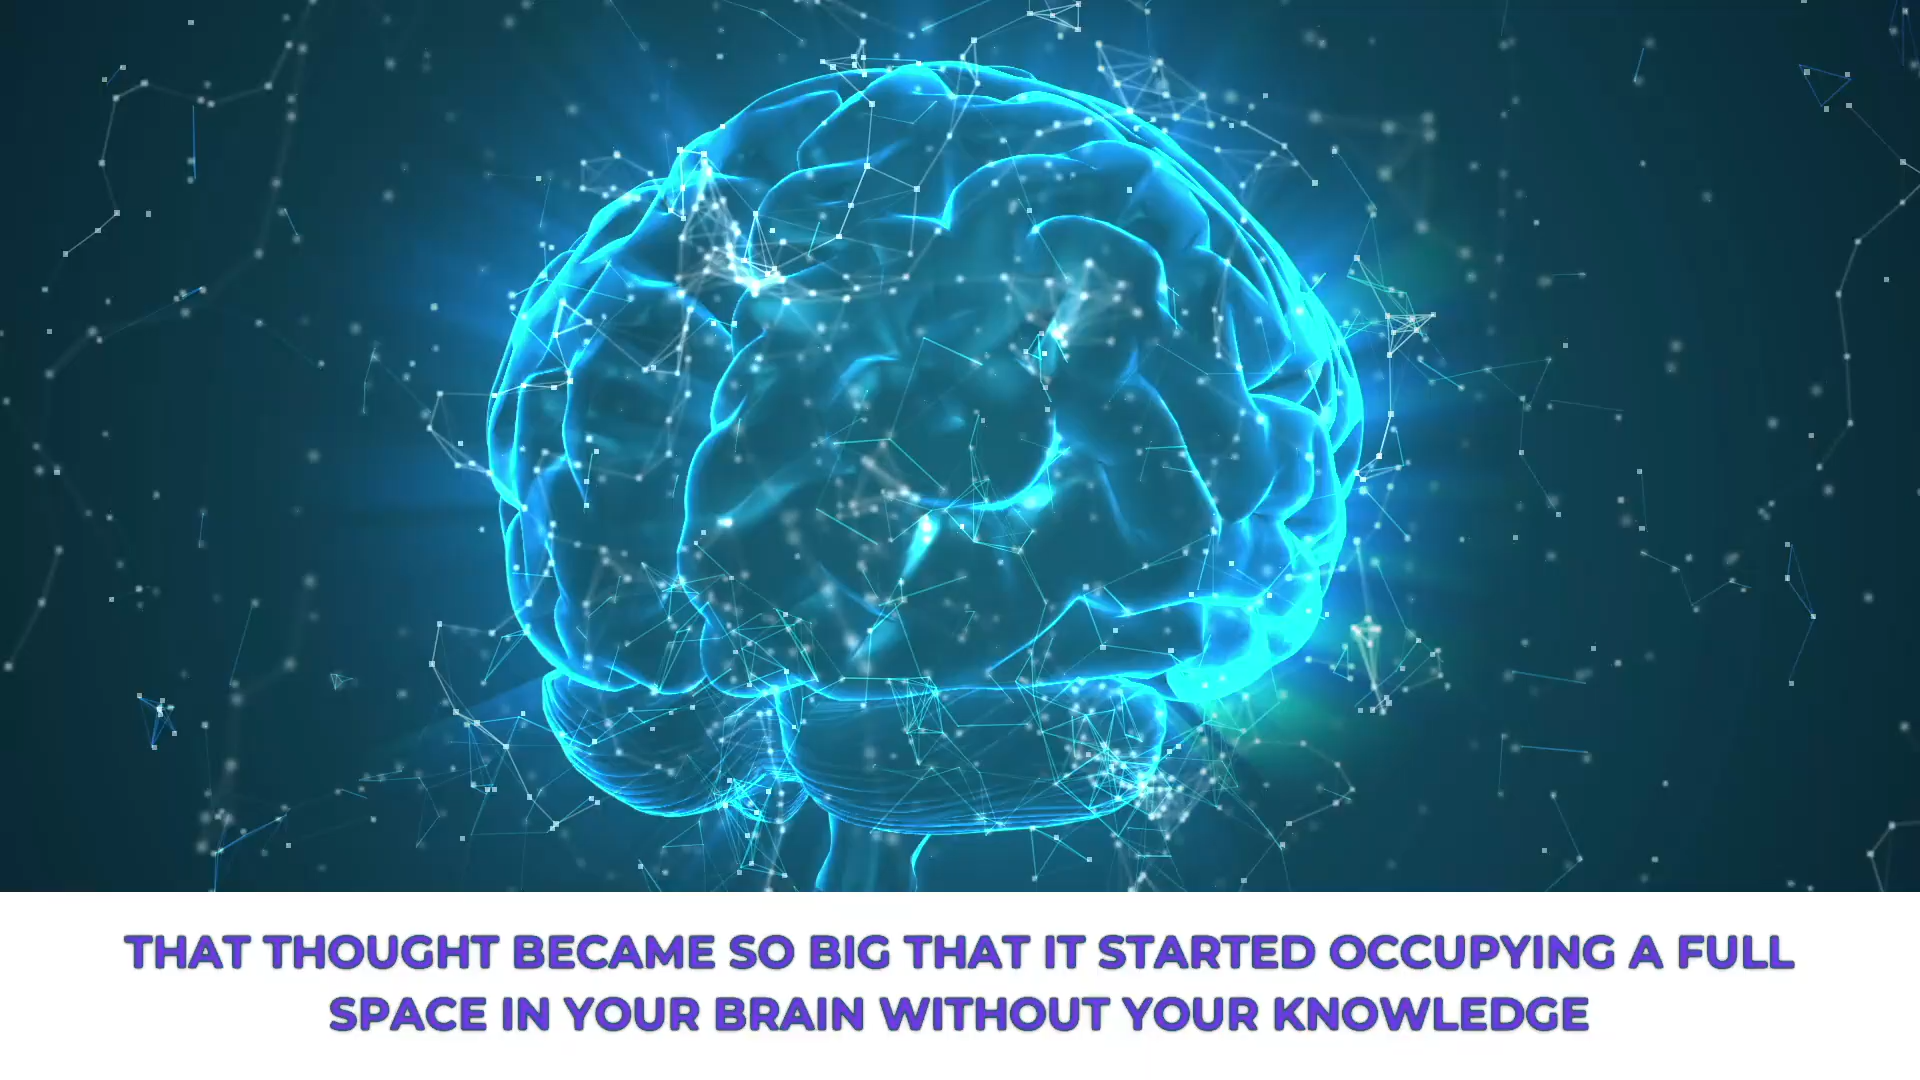 THAT THOUGHT BECAME SO BIG THAT IT STARTED OCCUPYING A FULL
SPACE IN YOUR BRAIN WITHOUT YOUR KNOWLEDGE